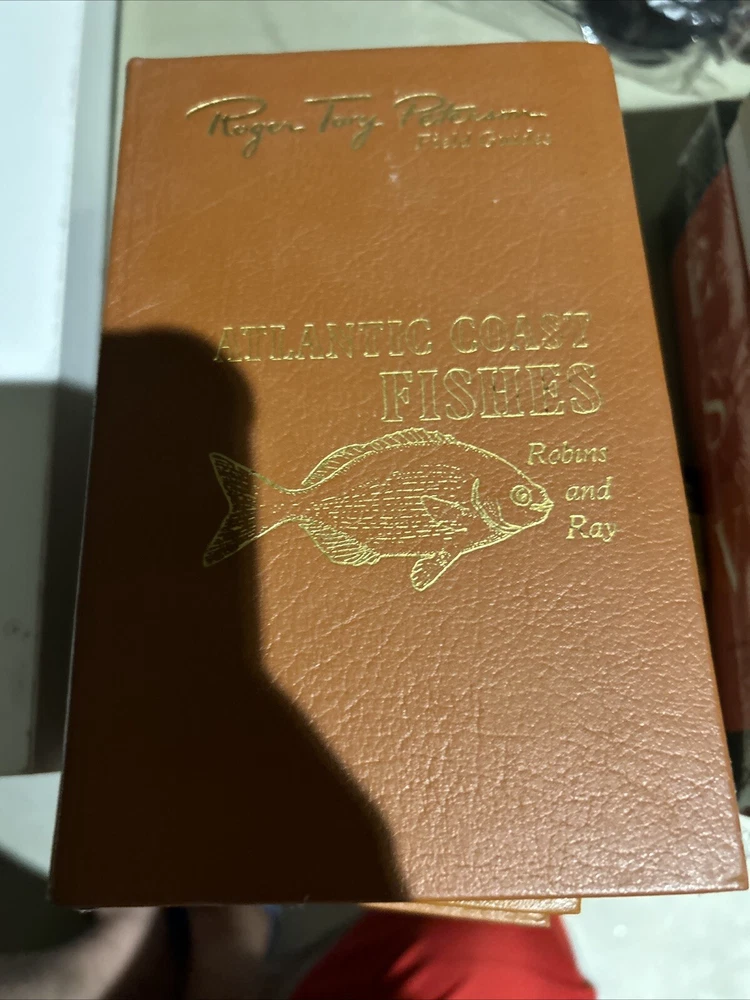 Roger Tory Peterson
Field Guides
ATLANTIC COAST
FISHES
Robins
and
Ray